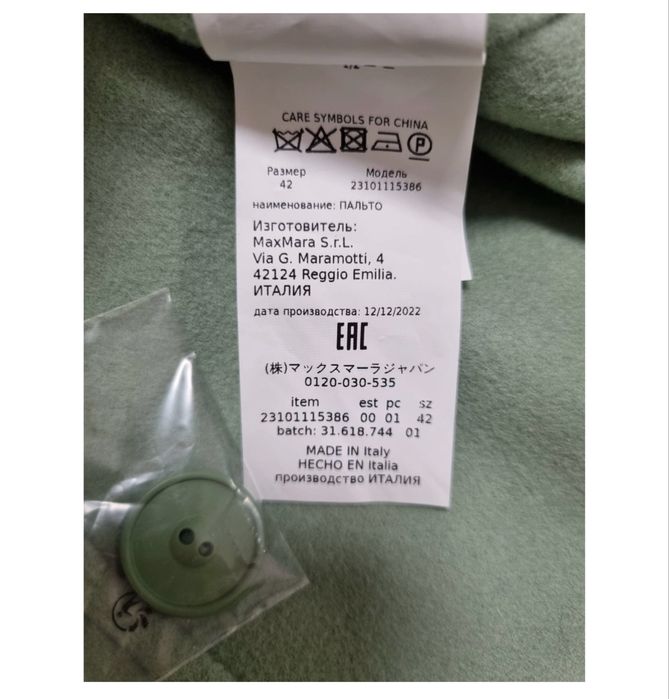 CARE SYMBOLS FOR CHINA
P
Размер Модель
42 23101115386
наименование: ПАЛЬТО
Изготовитель:
MaxMara S.r.L.
Via G. Maramotti, 4
42124 Reggio Emilia.
ИТАЛИЯ
дата производства: 12/12/2022
EAC
(株)マックスマーラジャパン
0120-030-535
item est pc sz
23101115386 00 01 42
batch: 31.618.744 01
MADE IN Italy
HECHO EN Italia
производство ИТАЛИЯ